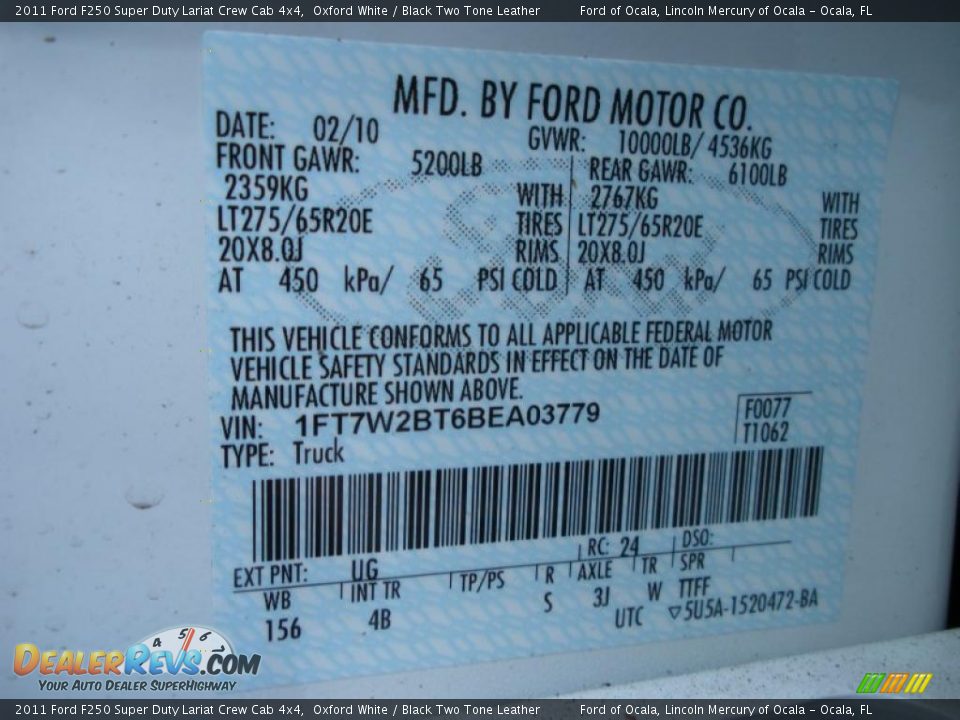 2011 Ford F250 Super Duty Lariat Crew Cab 4x4, Oxford White / Black Two Tone Leather Ford of Ocala, Lincoln Mercury of Ocala - Ocala, FL
MFD. BY FORD MOTOR CO.
DATE: 02/10 GVWR: 10000LB/ 4536KG
FRONT GAWR: 5200LB REAR GAWR: 6100LB
2359KG WITH 2767KG WITH
LT275/65R20E TIRES LT275/65R20E TIRES
20X8.0J RIMS 20X8.0J RIMS
AT 450 kPa/ 65 PSI COLD AT 450 kPa/ 65 PSI COLD
THIS VEHICLE CONFORMS TO ALL APPLICABLE FEDERAL MOTOR
VEHICLE SAFETY STANDARDS IN EFFECT ON THE DATE OF
MANUFACTURE SHOWN ABOVE.
VIN: 1FT7W2BT6BEA03779 F0077
TYPE: Truck T1062
EXT PNT: UG RC: 24 DSO:
WB INT TR TP/PS R AXLE TR SPR
156 4B S 3J W TTFF
UTC ▽5U5A-1520472-BA
4 5 6
DEALERREVS.COM
YOUR AUTO DEALER SUPERHIGHWAY
2011 Ford F250 Super Duty Lariat Crew Cab 4x4, Oxford White / Black Two Tone Leather Ford of Ocala, Lincoln Mercury of Ocala - Ocala, FL